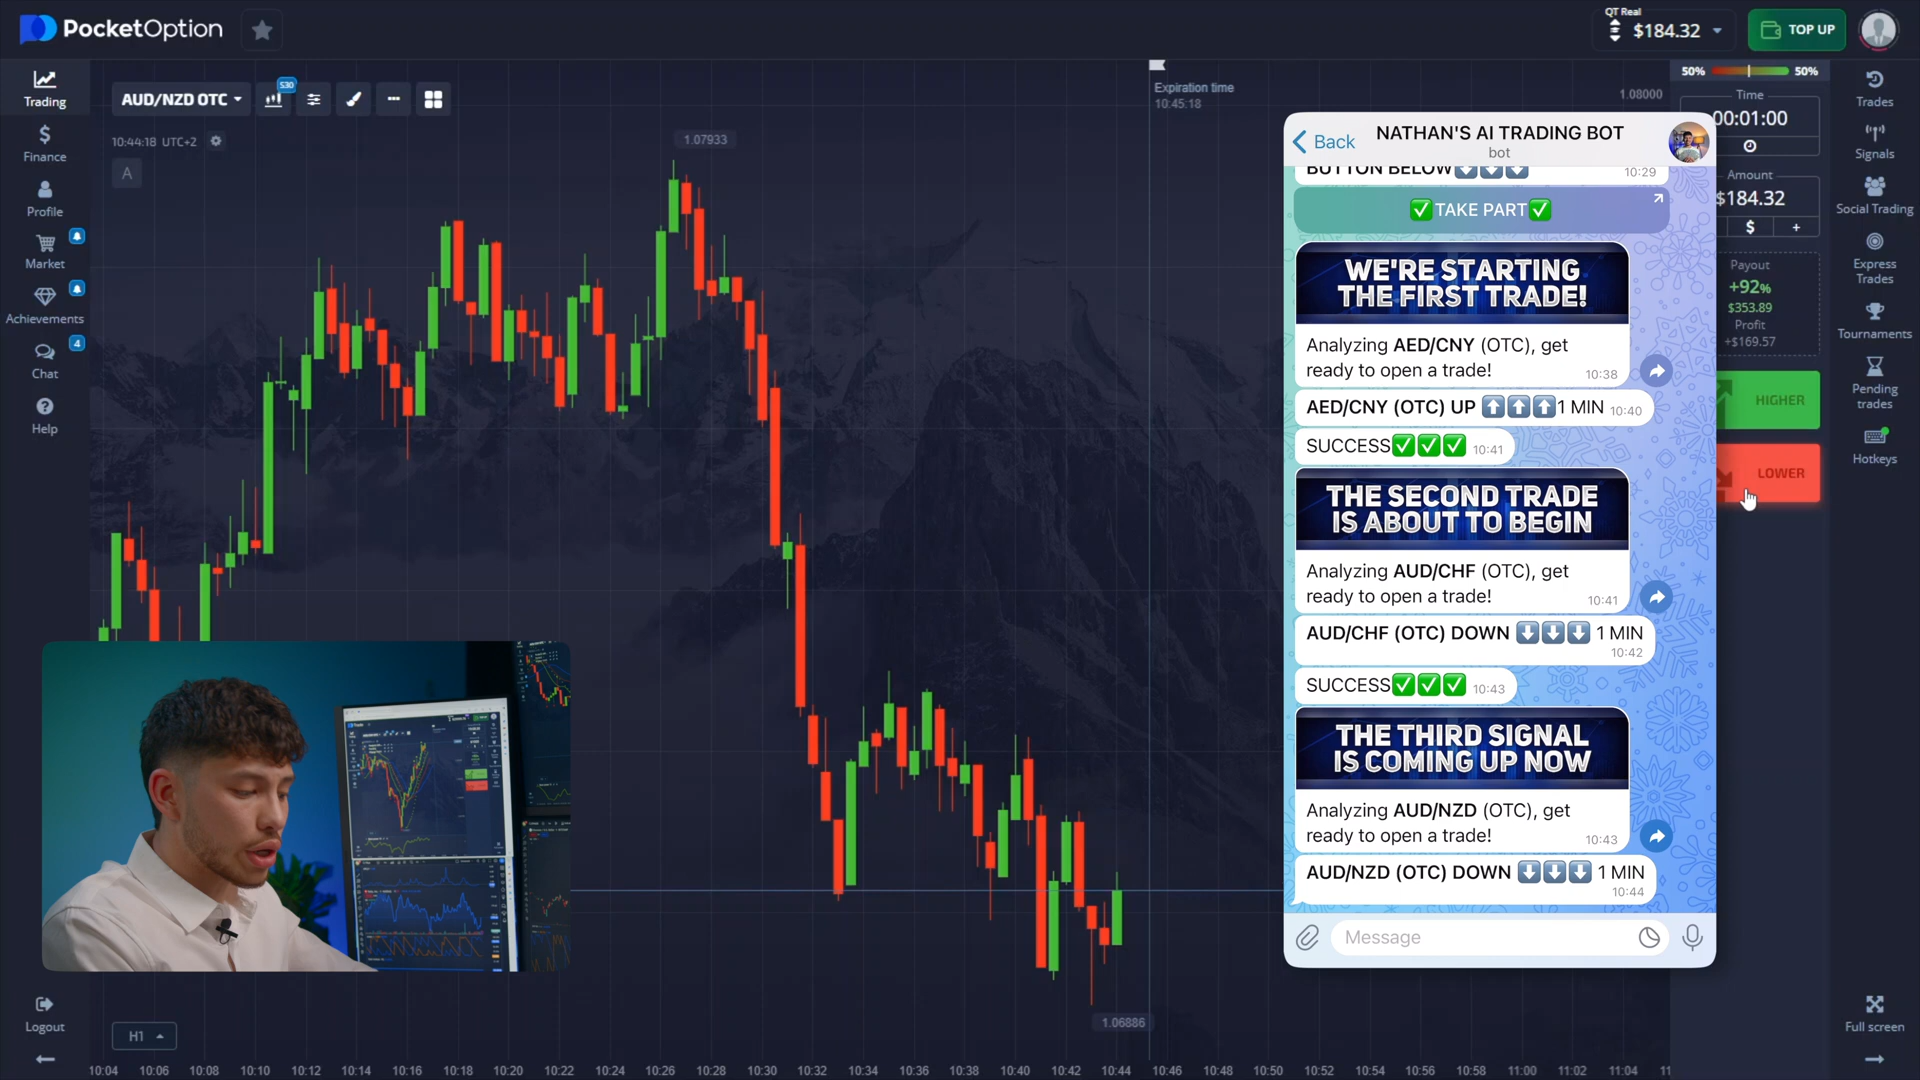 PocketOption
QT Real
$184.32
TOP UP
Trading
Finance
Profile
Market
Achievements
4
Chat
Help
Logout
AUD/NZD OTC
S30
10:44:18 UTC+2
A
1.07933
Expiration time
10:45:18
1.08000
1.06886
H1
10:04 10:06 10:08 10:10 10:12 10:14 10:16 10:18 10:20 10:22 10:24 10:26 10:28 10:30 10:32 10:34 10:36 10:38 10:40 10:42 10:44 10:46 10:48 10:50 10:52 10:54 10:56 10:58 11:00 11:02 11:04
Back
NATHAN'S AI TRADING BOT
bot
BUTTON BELOW⬇️⬇️⬇️
10:29
✅TAKE PART✅
WE'RE STARTING
THE FIRST TRADE!
Analyzing AED/CNY (OTC), get
ready to open a trade!
10:38
AED/CNY (OTC) UP ⬆️⬆️⬆️1 MIN 10:40
SUCCESS✅✅✅ 10:41
THE SECOND TRADE
IS ABOUT TO BEGIN
Analyzing AUD/CHF (OTC), get
ready to open a trade!
10:41
AUD/CHF (OTC) DOWN ⬇️⬇️⬇️ 1 MIN
10:42
SUCCESS✅✅✅ 10:43
THE THIRD SIGNAL
IS COMING UP NOW
Analyzing AUD/NZD (OTC), get
ready to open a trade!
10:43
AUD/NZD (OTC) DOWN ⬇️⬇️⬇️ 1 MIN
10:44
Message
50% 50%
Time
00:01:00
Amount
$184.32
$ +
Payout
+92%
$353.89
Profit
+$169.57
HIGHER
LOWER
Trades
Signals
Social Trading
Express
Trades
Tournaments
Pending
trades
Hotkeys
Full screen